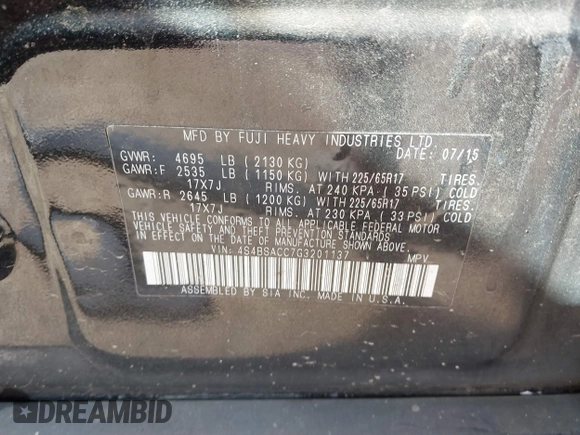 MFD BY FUJI HEAVY INDUSTRIES LTD.
GVWR: 4695 LB (2130 KG) DATE: 07/15
GAWR:F 2535 LB (1150 KG) WITH 225/65R17 TIRES.
17X7J RIMS. AT 240 KPA (35 PSI) COLD
GAWR:R 2645 LB (1200 KG) WITH 225/65R17 TIRES.
17X7J RIMS. AT 230 KPA (33 PSI) COLD
THIS VEHICLE CONFORMS TO ALL APPLICABLE FEDERAL MOTOR
VEHICLE SAFETY AND THEFT PREVENTION STANDARDS
IN EFFECT ON THE DATE OF MANUFACTURE SHOWN ABOVE.
VIN: 4S4BSACC7G3201137 MPV
ASSEMBLED BY SIA INC. MADE IN U.S.A.
DREAMBID